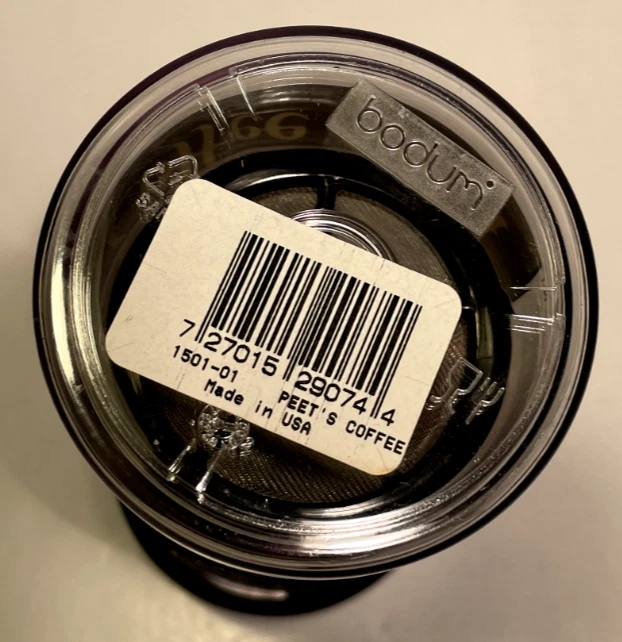 bodum
7 27015 29074 4
1501-01 PEET'S COFFEE
Made in USA